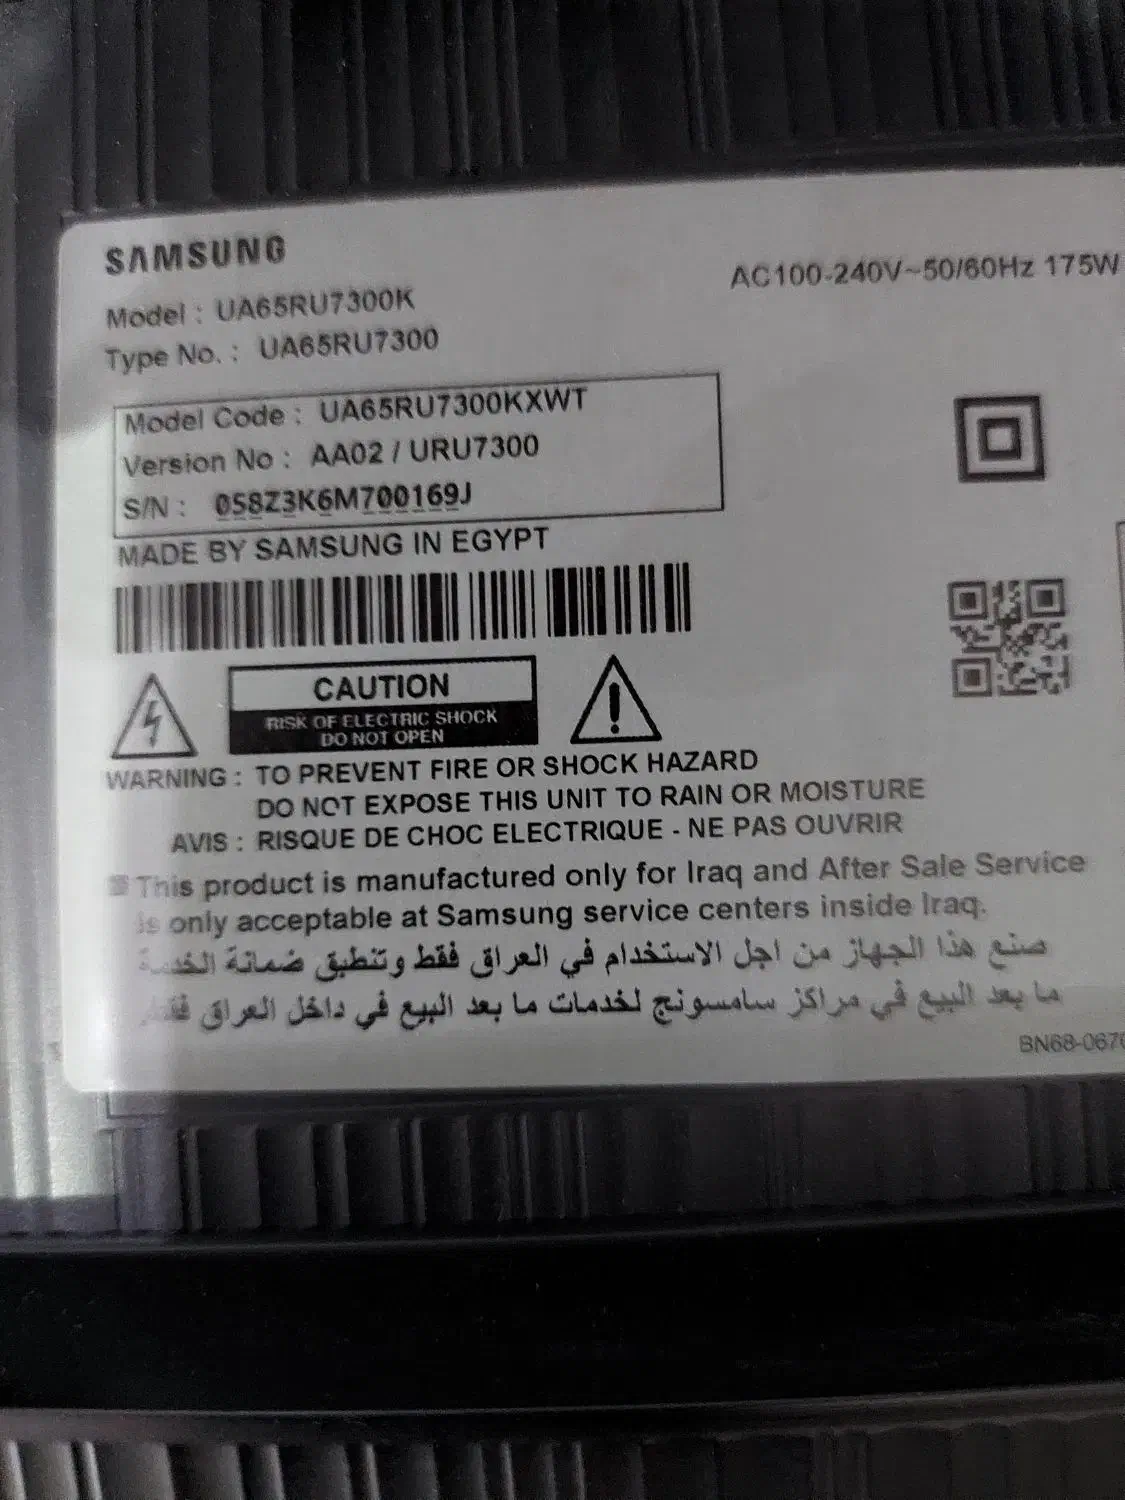 SAMSUNG
Model : UA65RU7300K
AC100-240V~50/60Hz 175W
Type No. : UA65RU7300
Model Code : UA65RU7300KXWT
Version No : AA02 / URU7300
S/N : 058Z3K6M700169J
MADE BY SAMSUNG IN EGYPT
CAUTION
RISK OF ELECTRIC SHOCK
DO NOT OPEN
WARNING : TO PREVENT FIRE OR SHOCK HAZARD
DO NOT EXPOSE THIS UNIT TO RAIN OR MOISTURE
AVIS : RISQUE DE CHOC ELECTRIQUE - NE PAS OUVRIR
This product is manufactured only for Iraq and After Sale Service
is only acceptable at Samsung service centers inside Iraq.
صنع هذا الجهاز من اجل الاستخدام في العراق فقط وتنطبق ضمانة الخدمة
ما بعد البيع في مراكز سامسونج لخدمات ما بعد البيع في داخل العراق فقط